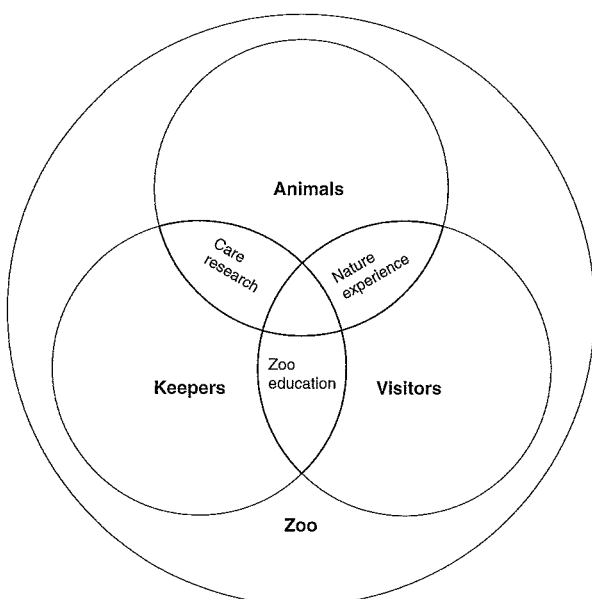 Animals
Care
research
Nature
experience
Zoo
education
Keepers
Visitors
Zoo